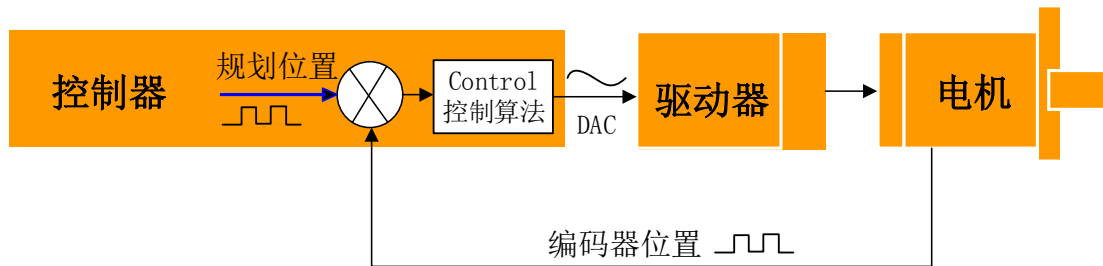 控制器
规划位置
Control
控制算法
DAC
驱动器
电机
编码器位置